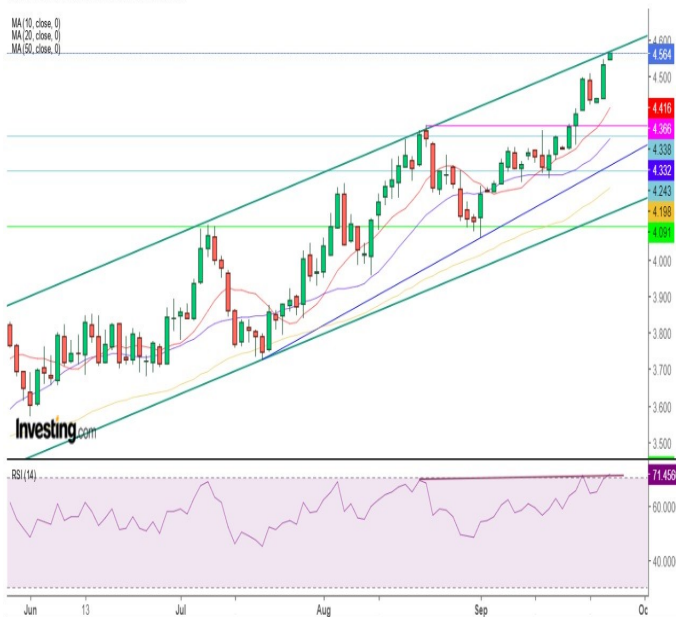 MA (10, close, 0)
MA (20, close, 0)
MA (50, close, 0)
4.600
4.564
4.500
4.416
4.366
4.338
4.332
4.243
4.198
4.091
4.000
3.900
3.800
3.700
3.600
3.500
Investing.com
RSI (14)
71.456
60.000
40.000
Jun
13
Jul
Aug
Sep
Oc